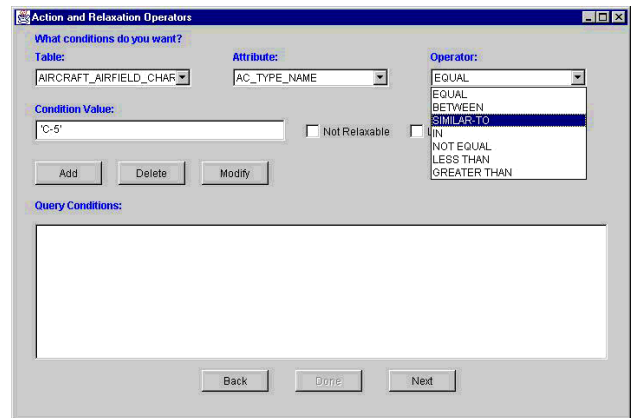 Action and Relaxation Operators
What conditions do you want?
Table: Attribute: Operator:
AIRCRAFT_AIRFIELD_CHAR AC_TYPE_NAME EQUAL
EQUAL
BETWEEN
SIMILAR-TO
IN
NOT EQUAL
LESS THAN
GREATER THAN
Condition Value:
'C-5' Not Relaxable
Add Delete Modify
Query Conditions:
Back Done Next